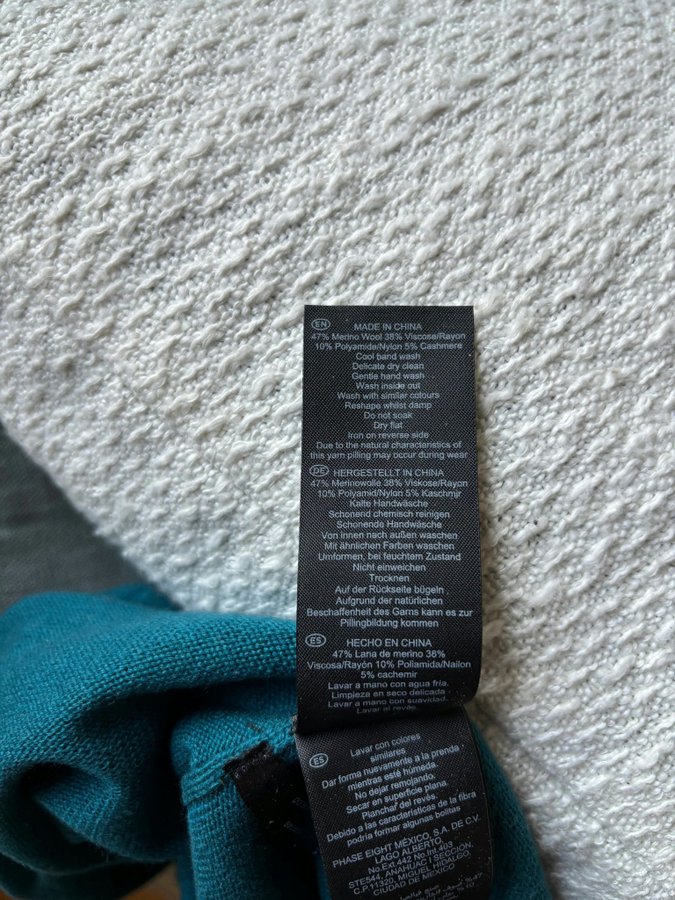 EN MADE IN CHINA
47% Merino Wool 38% Viscose/Rayon
10% Polyamide/Nylon 5% Cashmere
Cool band wash
Delicate dry clean
Gentle hand wash
Wash inside out
Wash with similar colours
Reshape whilst damp
Do not soak
Dry flat
Iron on reverse side
Due to the natural characteristics of
this yarn pilling may occur during wear
DE HERGESTELLT IN CHINA
47% Merinowolle 38% Viskose/Rayon
10% Polyamid/Nylon 5% Kaschmjr
Kalte Handwäsche
Schonend chemisch reinigen
Schonende Handwäsche
Von innen nach außen waschen
Mit ähnlichen Farben waschen
Umformen, bei feuchtem Zustand
Nicht einweichen
Trocknen
Auf der Rückseite bügeln
Aufgrund der natürlichen
Beschaffenheit des Garns kann es zur
Pillingbildung kommen
ES HECHO EN CHINA
47% Lana de merino 38%
Viscosa/Rayón 10% Poliamida/Nailon
5% cachemir
Lavar a mano con agua fría.
Limpieza en seco delicada
Lavar a mano con suavidad.
Lavar al revés.
ES Lavar con colores
similares
Dar forma nuevamente a la prenda
mientras esté húmeda.
No dejar remojando.
Secar en superficie plana.
Planchar del revés.
Debido a las características de la fibra
podría formar algunas bolitas
PHASE EIGHT MÉXICO, S.A. DE C.V.
LAGO ALBERTO,
No.Ext.442 No.Int.403
STE544, ANAHUAC I SECCION,
C.P.11320, MIGUEL HIDALGO,
CIUDAD DE MÉXICO